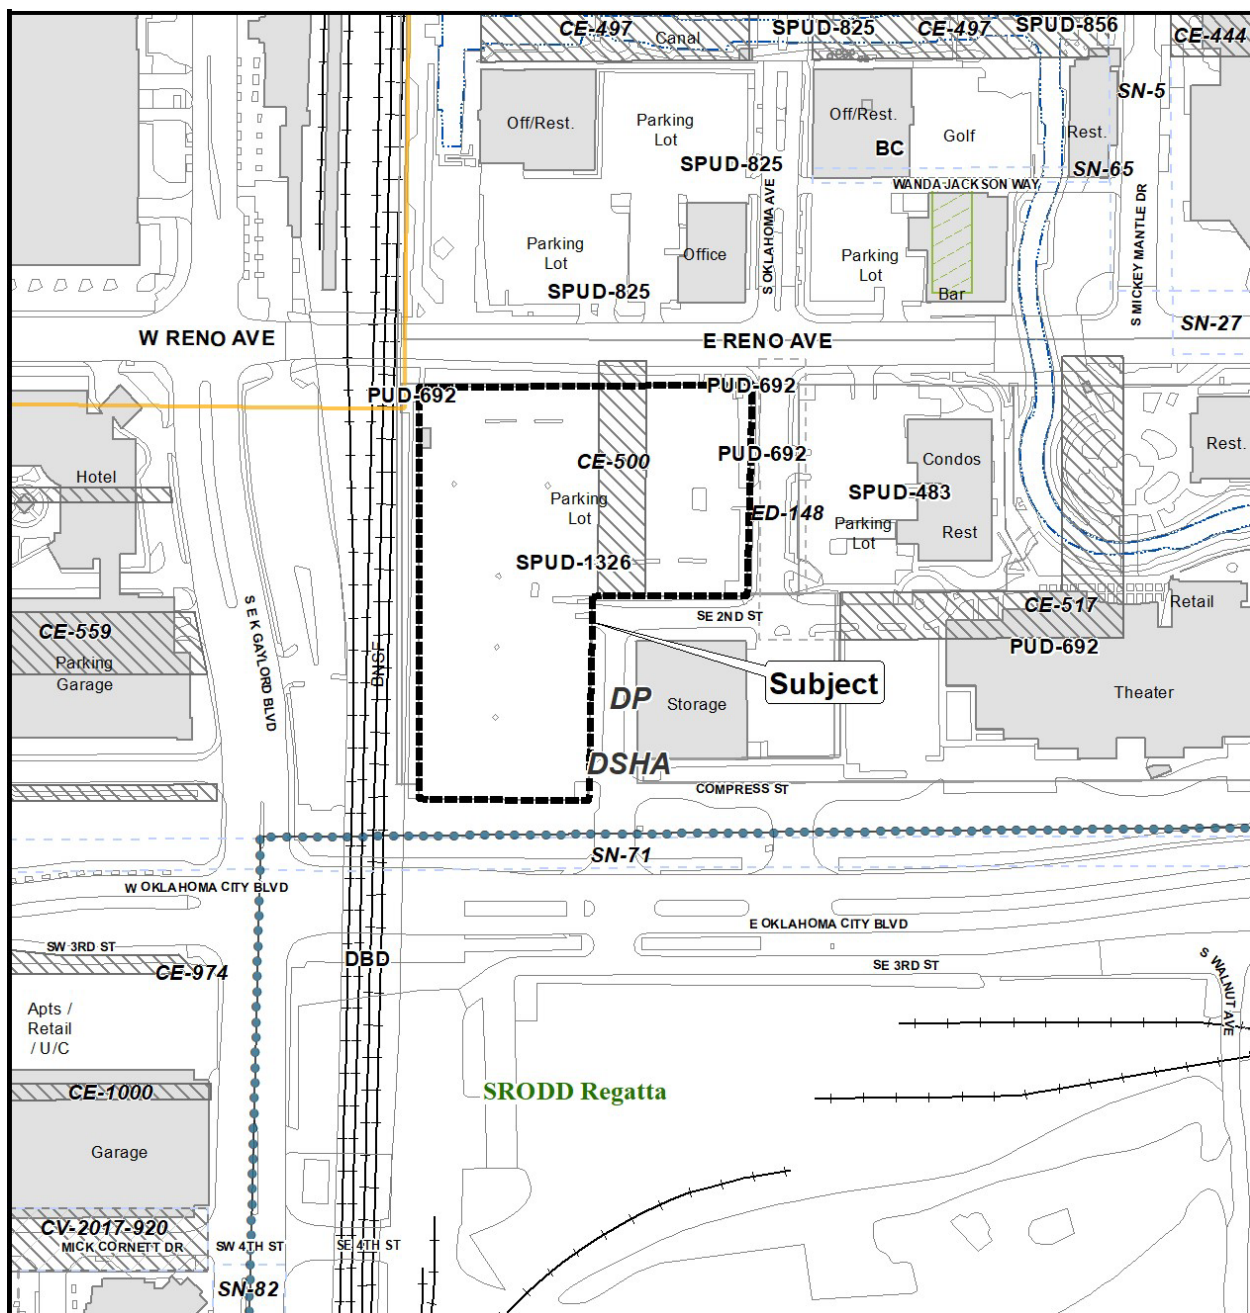 CE-497
SPUD-825
CE-497
SPUD-856
CE-444
Canal
SN-5
Off/Rest.
Parking
Lot
Off/Rest.
BC
Golf
Rest.
SPUD-825
SN-65
WANDA JACKSON WAY
S OKLAHOMA AVE
S MICKEY MANTLE DR
Parking
Lot
Office
Parking
Lot
SPUD-825
Bar
SN-27
W RENO AVE
E RENO AVE
PUD-692
PUD-692
PUD-692
CE-500
Condos
Rest.
Hotel
SPUD-483
Parking
Lot
ED-148
Parking
Lot
Rest
SPUD-1326
SE 2ND ST
CE-517
Retail
CE-559
Parking
Garage
S E K GAYLORD BLVD
BNSF
PUD-692
Subject
DP
Storage
Theater
DSHA
COMPRESS ST
SN-71
W OKLAHOMA CITY BLVD
E OKLAHOMA CITY BLVD
SW 3RD ST
CE-974
DBD
SE 3RD ST
S WALNUT AVE
Apts /
Retail
/ U/C
CE-1000
SRODD Regatta
Garage
CV-2017-920
MICK CORNETT DR
SW 4TH ST
SE 4TH ST
SN-82